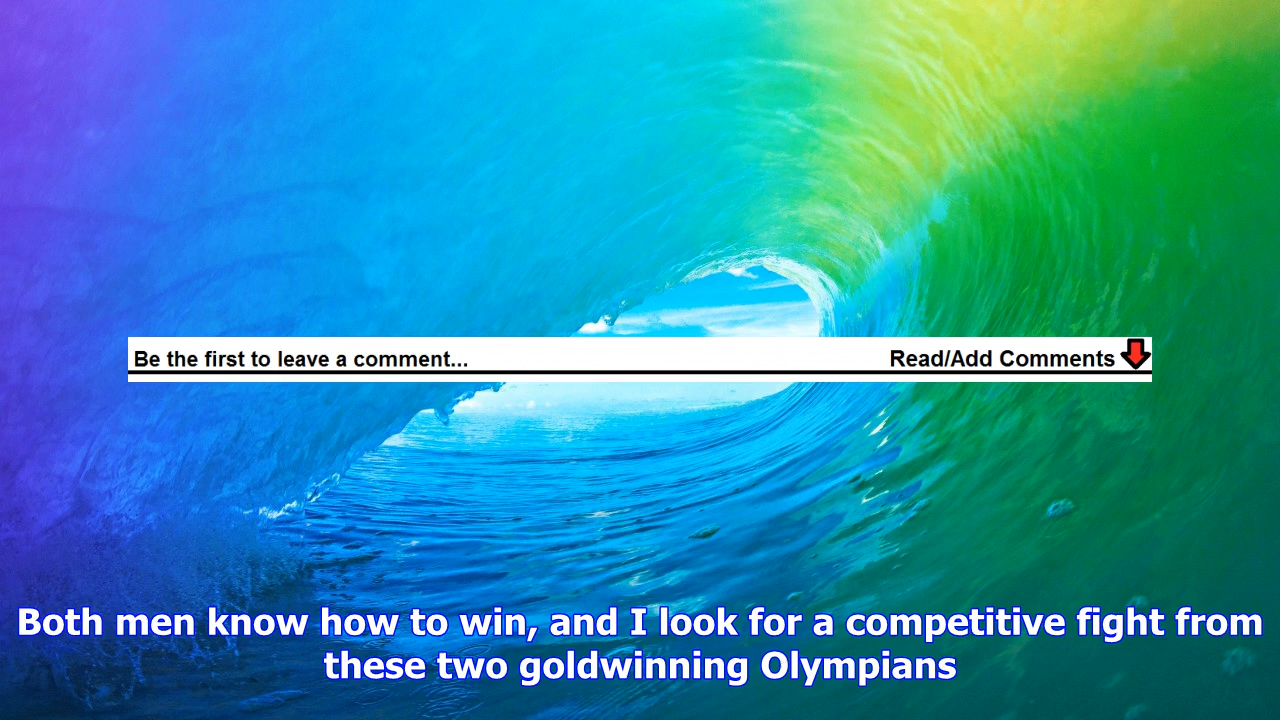 Be the first to leave a comment... Read/Add Comments
Both men know how to win, and I look for a competitive fight from
these two goldwinning Olympians